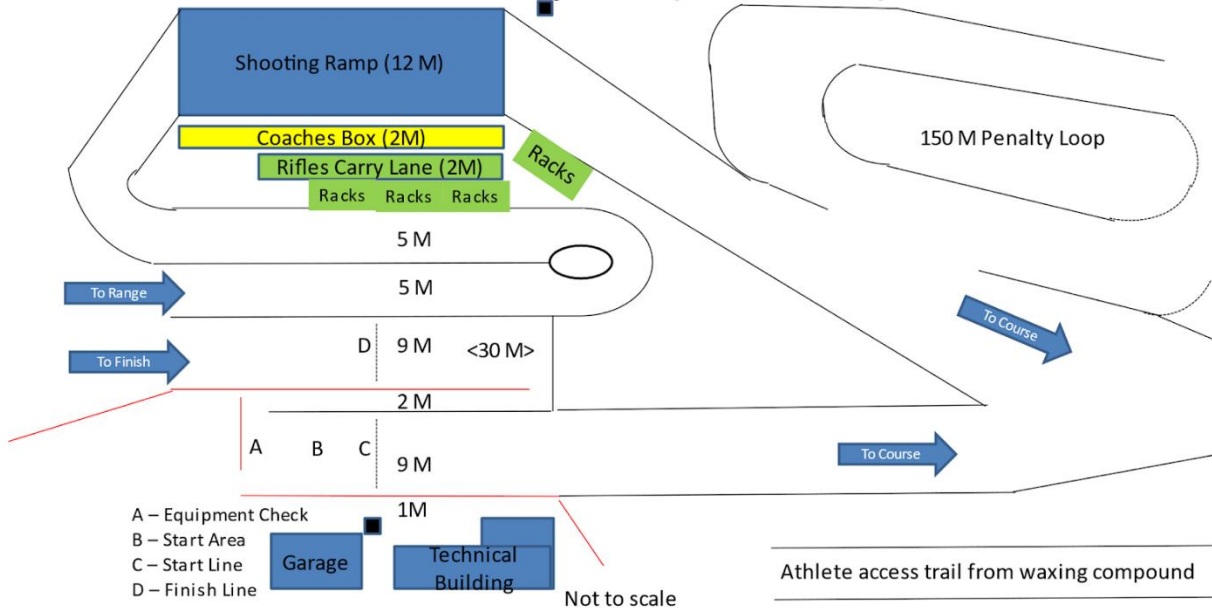 Shooting Ramp (12 M)
Coaches Box (2M)
Rifles Carry Lane (2M)
Racks
Racks Racks Racks
150 M Penalty Loop
5 M
To Range
5 M
To Course
To Finish
D 9 M <30 M>
2 M
A B C 9 M
To Course
1M
A – Equipment Check
B – Start Area
C – Start Line
D – Finish Line
Garage
Technical
Building
Not to scale
Athlete access trail from waxing compound